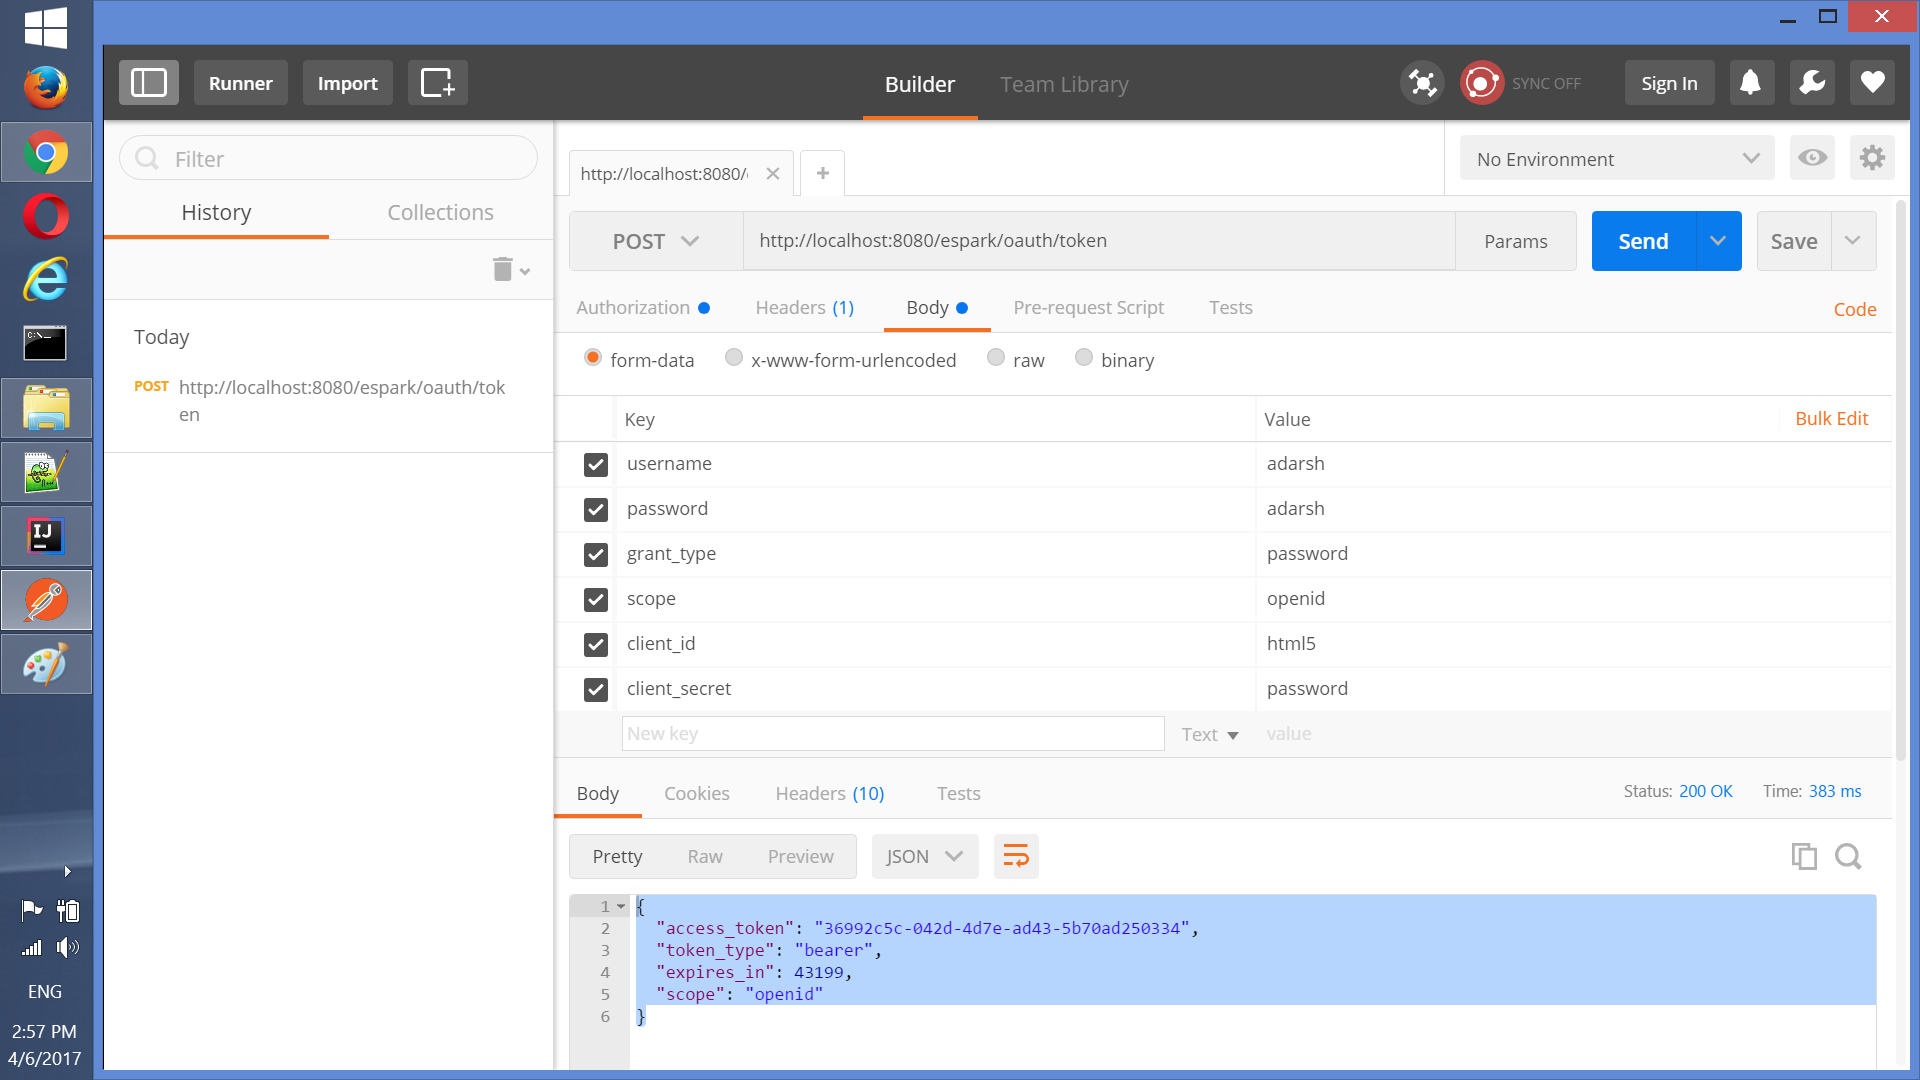 Runner
Import
Builder
Team Library
SYNC OFF
Sign In
Filter
History
Collections
Today
POST http://localhost:8080/espark/oauth/tok
en
http://localhost:8080/
No Environment
POST
http://localhost:8080/espark/oauth/token
Params
Send
Save
Authorization
Headers (1)
Body
Pre-request Script
Tests
Code
form-data
x-www-form-urlencoded
raw
binary
Key
Value
Bulk Edit
username
adarsh
password
adarsh
grant_type
password
scope
openid
client_id
html5
client_secret
password
New key
Text
value
Body
Cookies
Headers (10)
Tests
Status: 200 OK
Time: 383 ms
Pretty
Raw
Preview
JSON
1 {
2 "access_token": "36992c5c-042d-4d7e-ad43-5b70ad250334",
3 "token_type": "bearer",
4 "expires_in": 43199,
5 "scope": "openid"
6 }
IJ
ENG
2:57 PM
4/6/2017